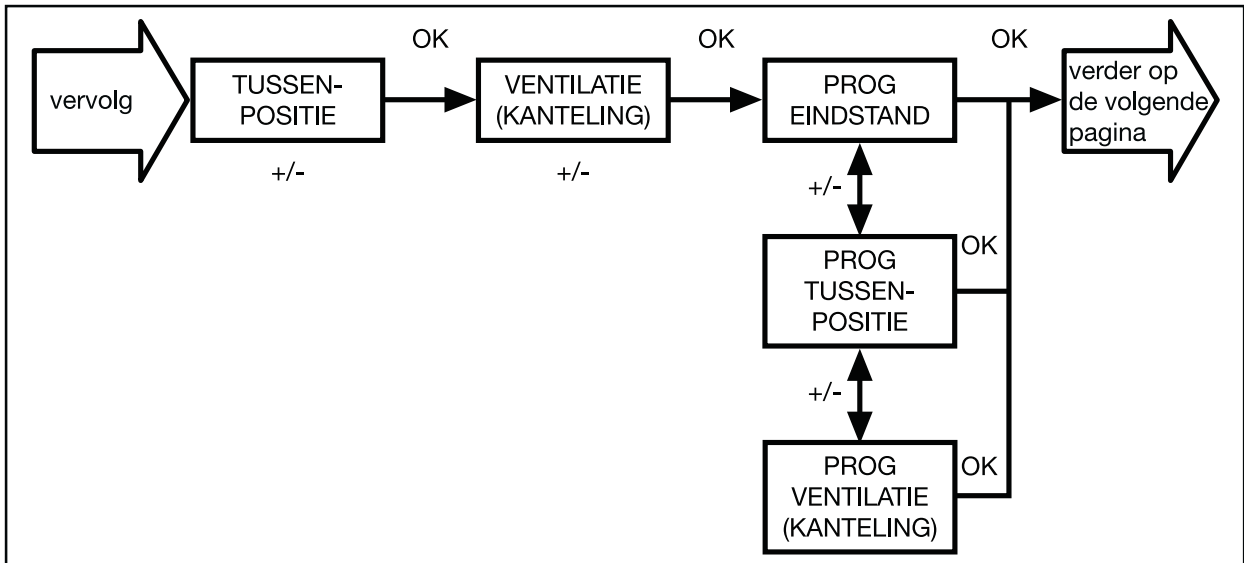 OK
OK
OK
vervolg
TUSSEN-
POSITIE
VENTILATIE
(KANTELING)
PROG
EINDSTAND
verder op
de volgende
pagina
+/-
+/-
+/-
PROG
TUSSEN-
POSITIE
OK
+/-
PROG
VENTILATIE
(KANTELING)
OK